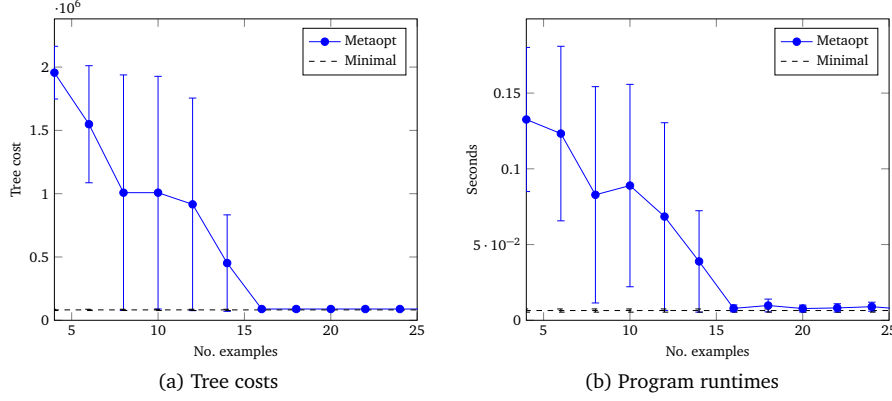 ·10⁶
Metaopt
Minimal
2
1.5
1
0.5
0
Tree cost
5 10 15 20 25
No. examples
(a) Tree costs
Metaopt
Minimal
0.15
0.1
5 · 10⁻²
0
Seconds
5 10 15 20 25
No. examples
(b) Program runtimes